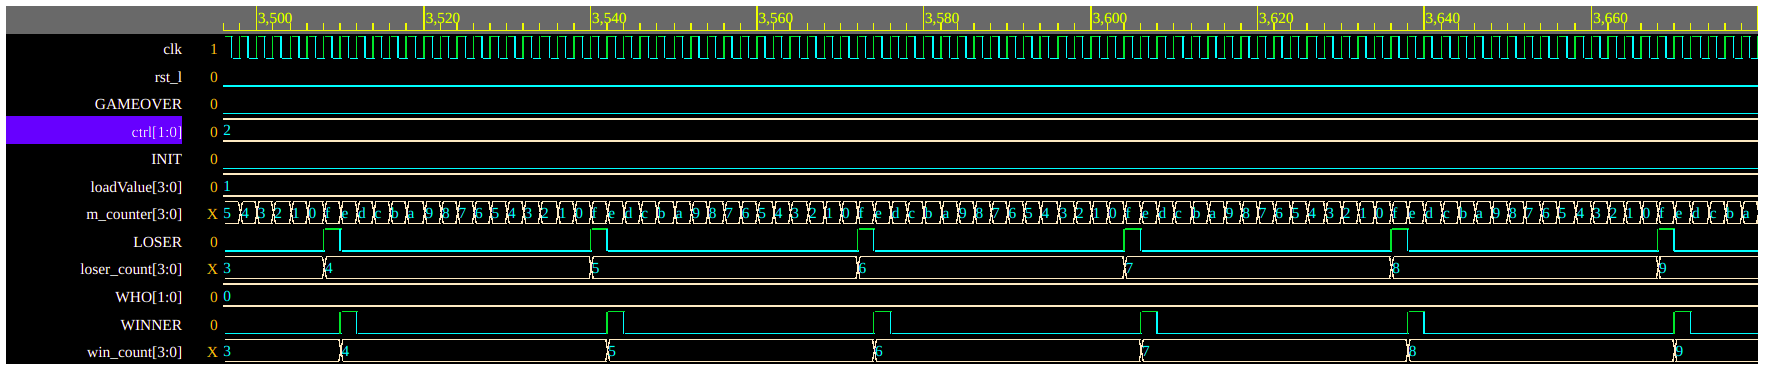 3,500 3,520 3,540 3,560 3,580 3,600 3,620 3,640 3,660
clk 1
rst_l 0
GAMEOVER 0
ctrl[1:0] 0 2
INIT 0
loadValue[3:0] 0 1
m_counter[3:0] X 5 4 3 2 1 0 f e d c b a 9 8 7 6 5 4 3 2 1 0 f e d c b a 9 8 7 6 5 4 3 2 1 0 f e d c b a 9 8 7 6 5 4 3 2 1 0 f e d c b a 9 8 7 6 5 4 3 2 1 0 f e d c b a 9 8 7 6 5 4 3 2 1 0 f e d c b a
LOSER 0
loser_count[3:0] X 3 4 5 6 7 8 9
WHO[1:0] 0 0
WINNER 0
win_count[3:0] X 3 4 5 6 7 8 9